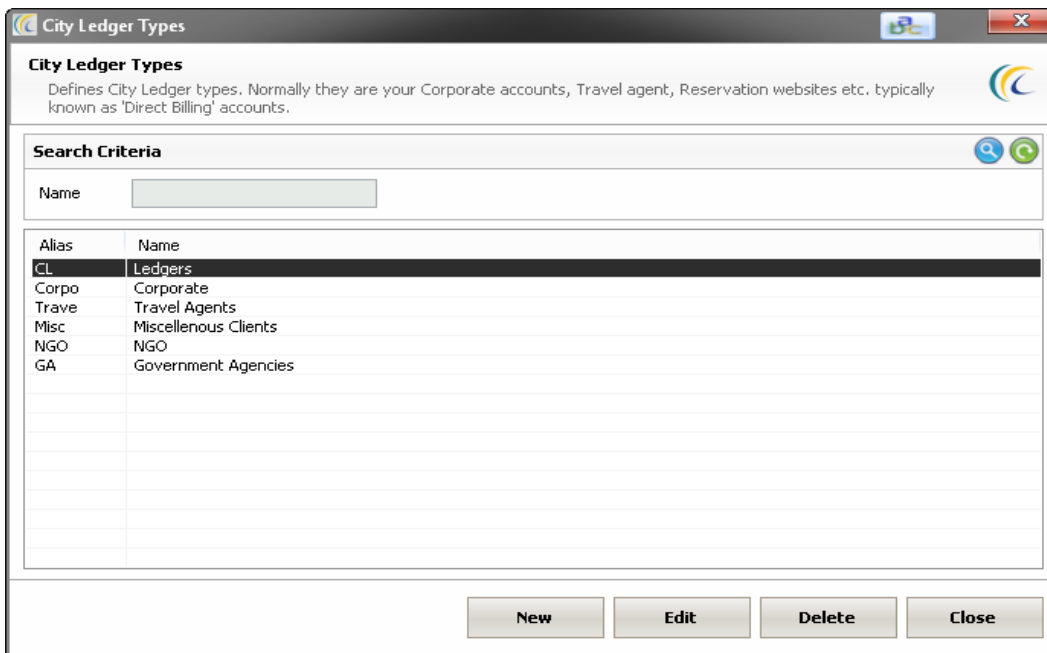 City Ledger Types
abc
City Ledger Types
Defines City Ledger types. Normally they are your Corporate accounts, Travel agent, Reservation websites etc. typically
known as 'Direct Billing' accounts.
Search Criteria
Name
Alias Name
CL Ledgers
Corpo Corporate
Trave Travel Agents
Misc Miscellenous Clients
NGO NGO
GA Government Agencies
New Edit Delete Close